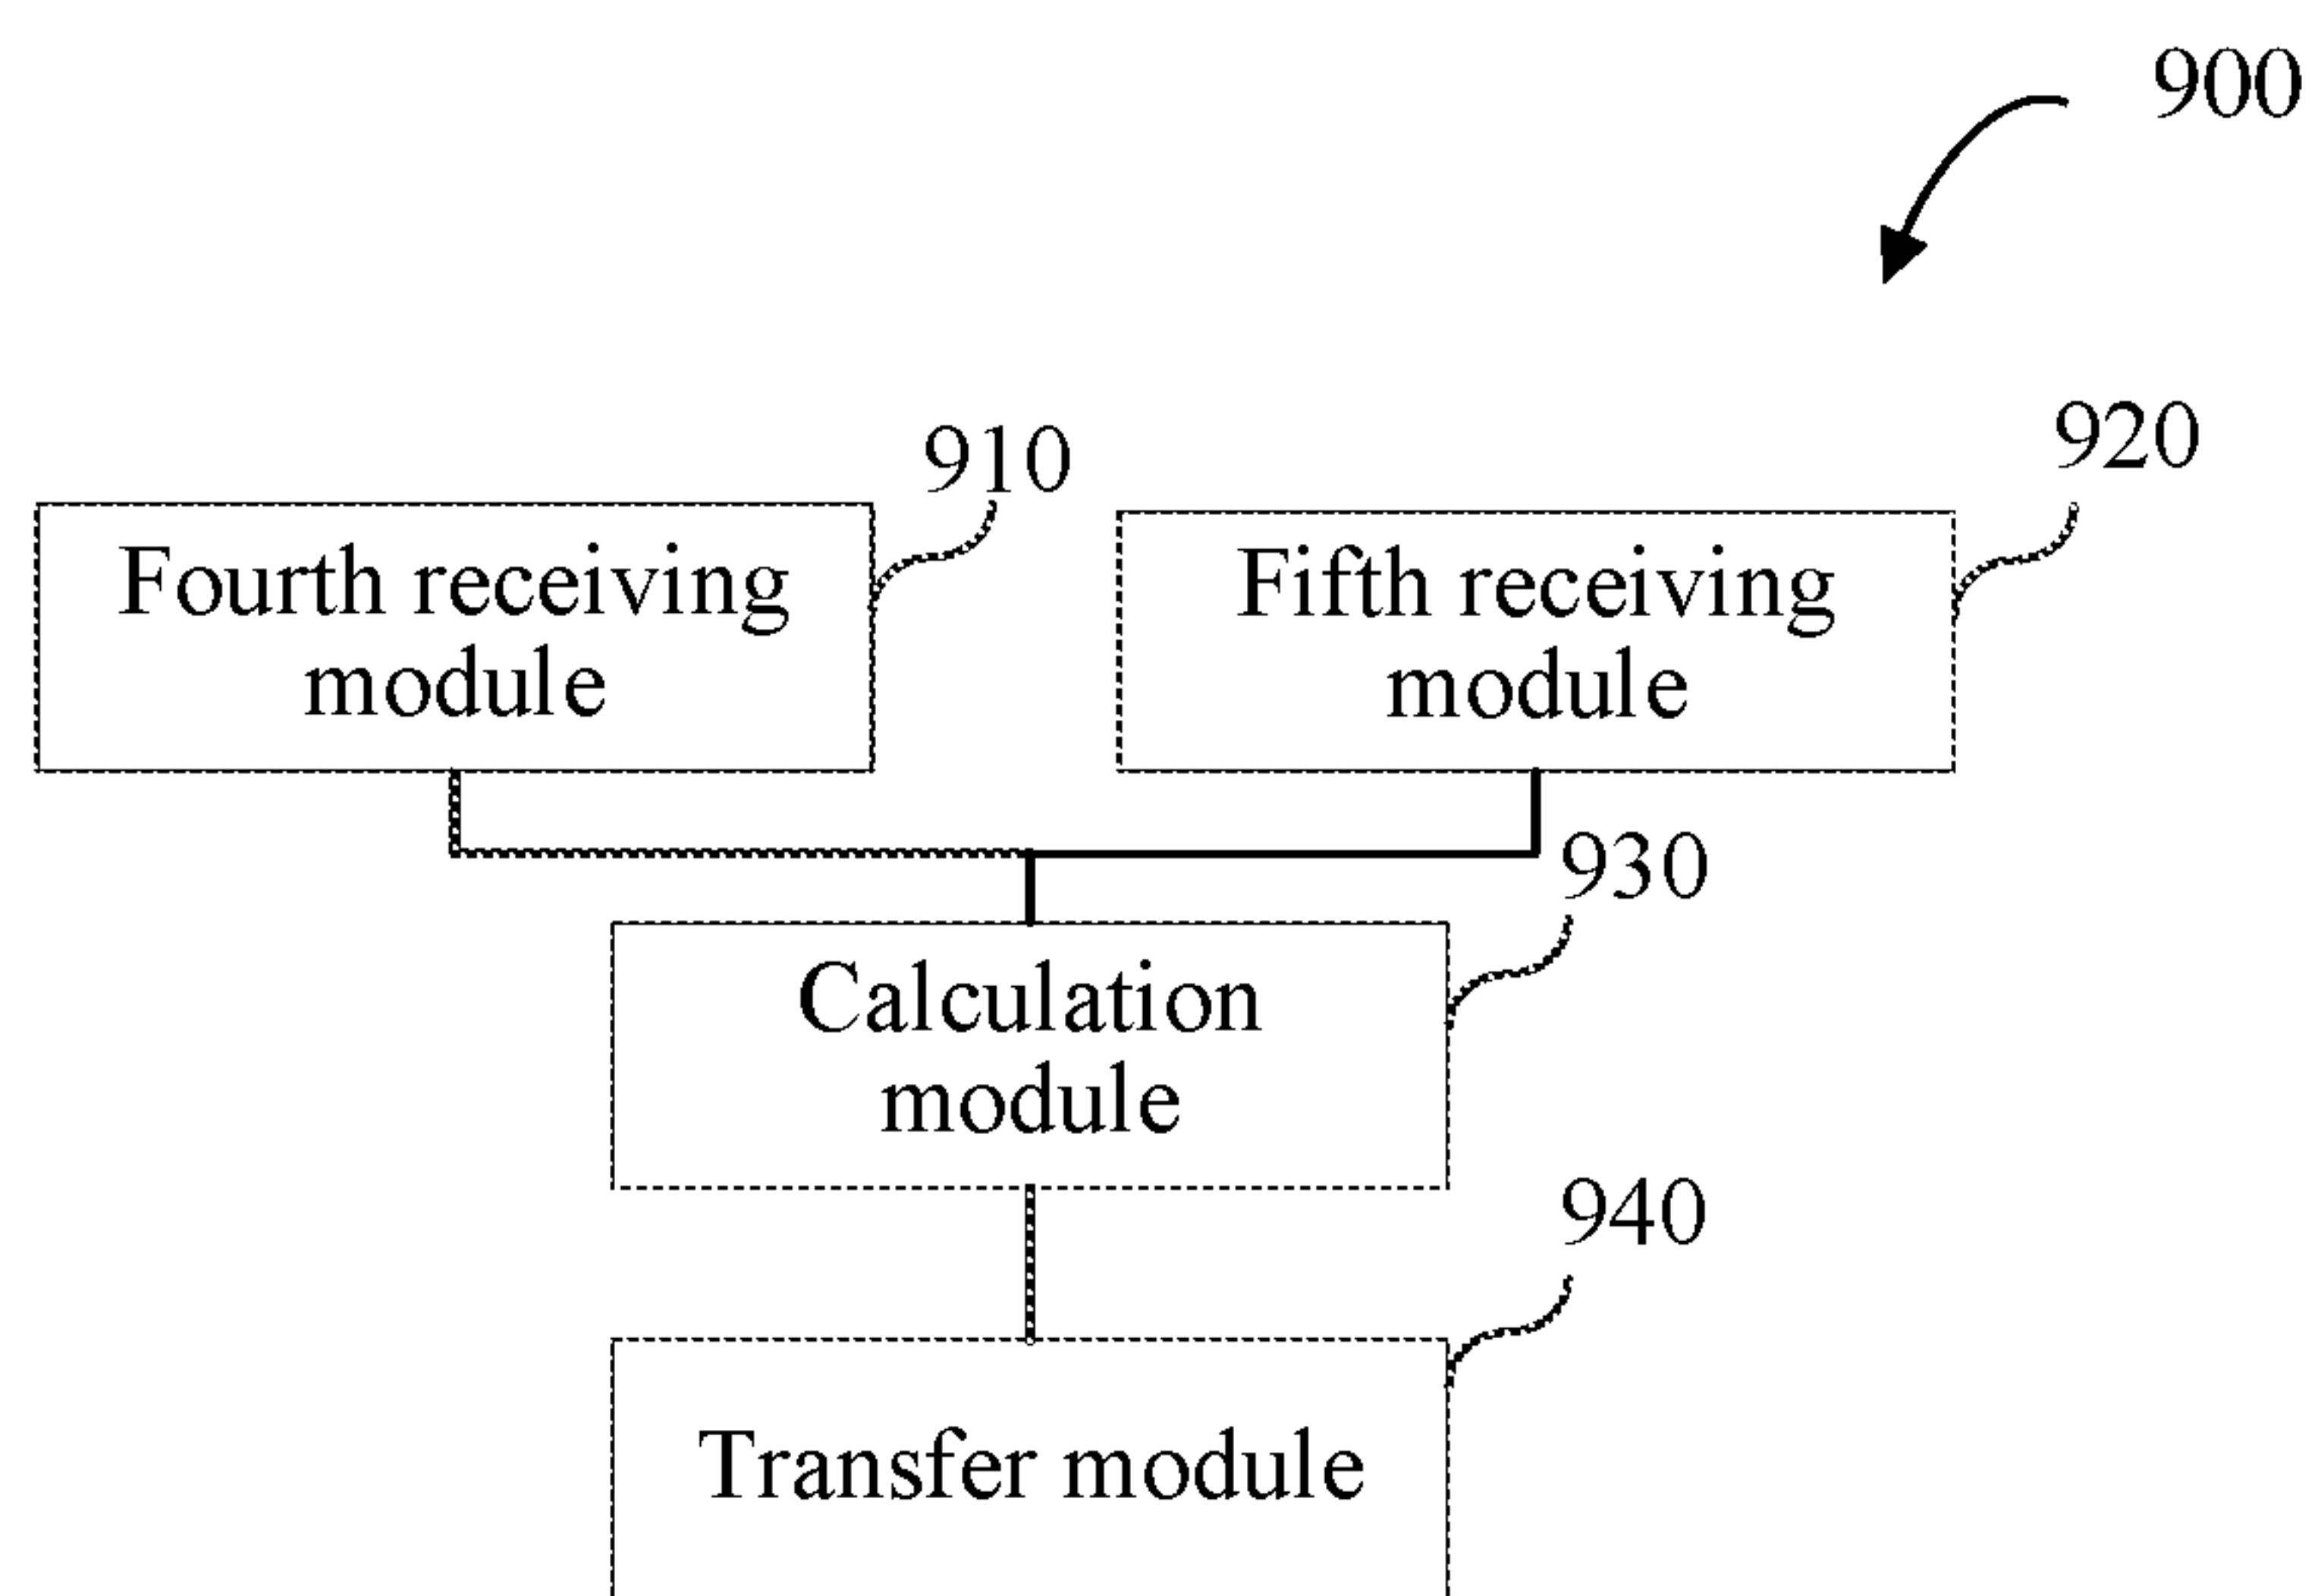 900
910
920
Fourth receiving
module
Fifth receiving
module
930
Calculation
module
940
Transfer module